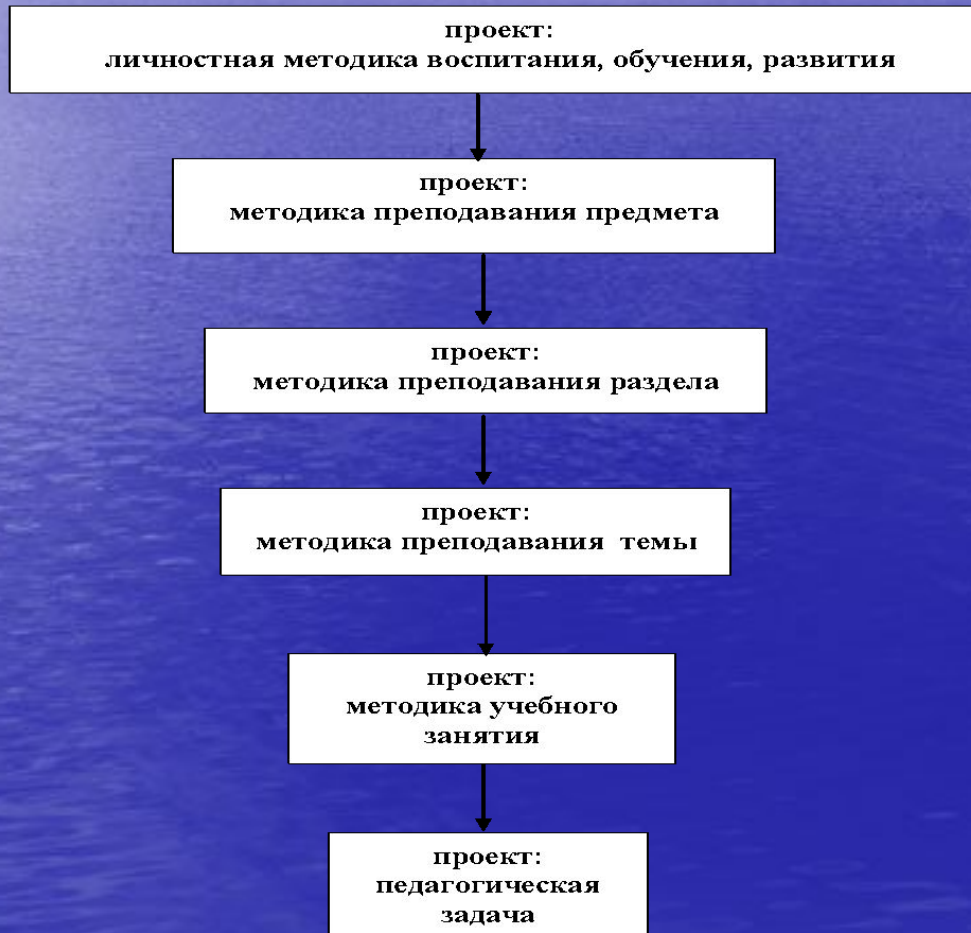 проект:
личностная методика воспитания, обучения, развития
проект:
методика преподавания предмета
проект:
методика преподавания раздела
проект:
методика преподавания темы
проект:
методика учебного
занятия
проект:
педагогическая
задача